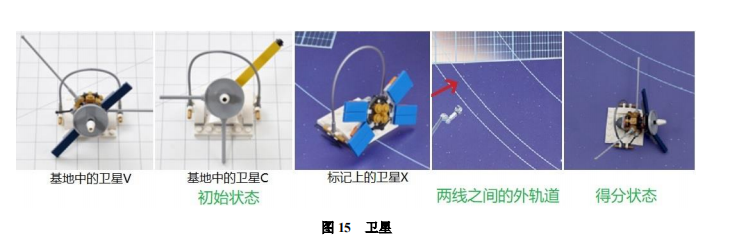 基地中的卫星V
基地中的卫星C
标记上的卫星X
初始状态
两线之间的外轨道
得分状态
图 15 卫星